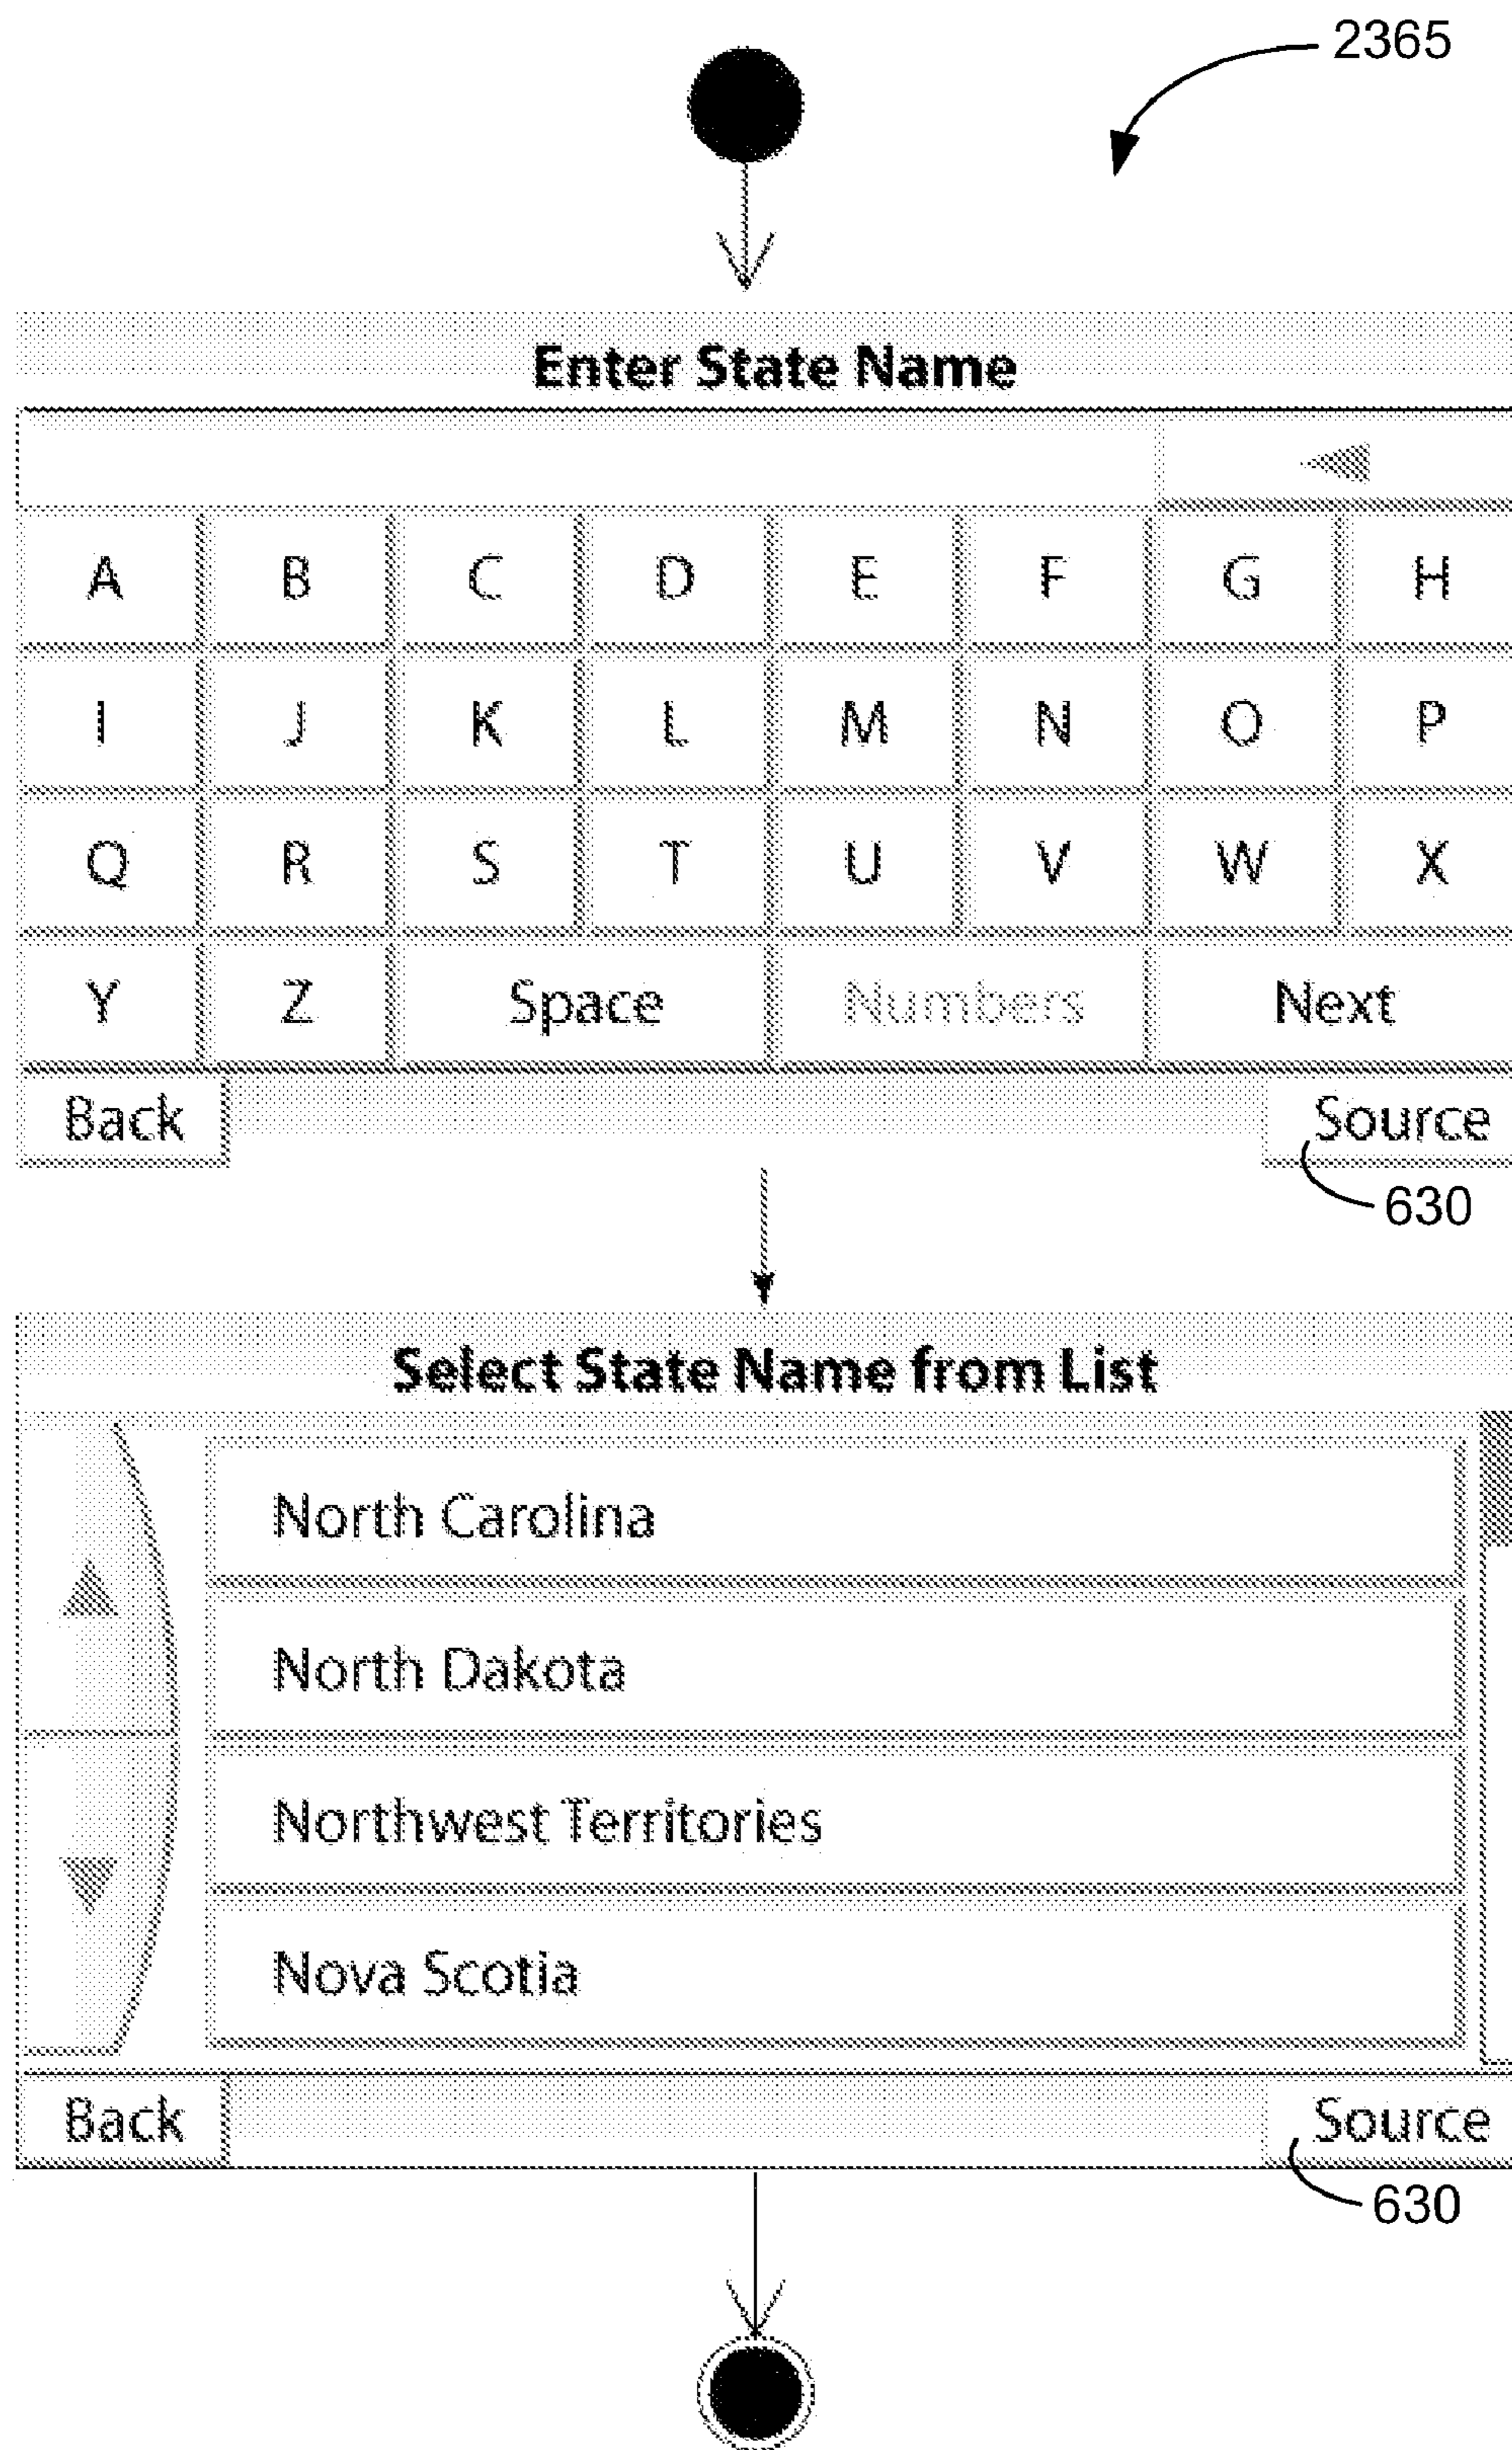 2365
Enter State Name
A B C D E F G H
I J K L M N O P
Q R S T U V W X
Y Z Space Numbers Next
Back Source
630
Select State Name from List
North Carolina
North Dakota
Northwest Territories
Nova Scotia
Back Source
630